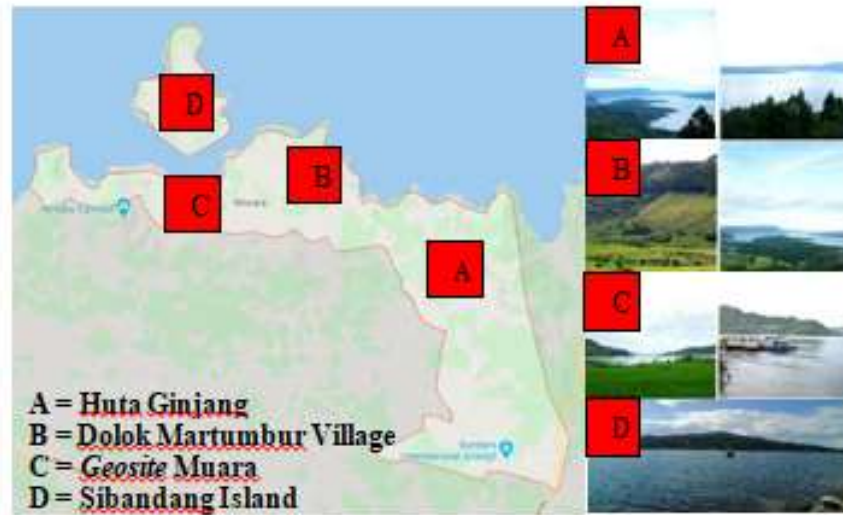 D
B
C
Muara
A
A = Huta Ginjang
B = Dolok Martumbur Village
C = Geosite Muara
D = Sibandang Island
A
B
C
D